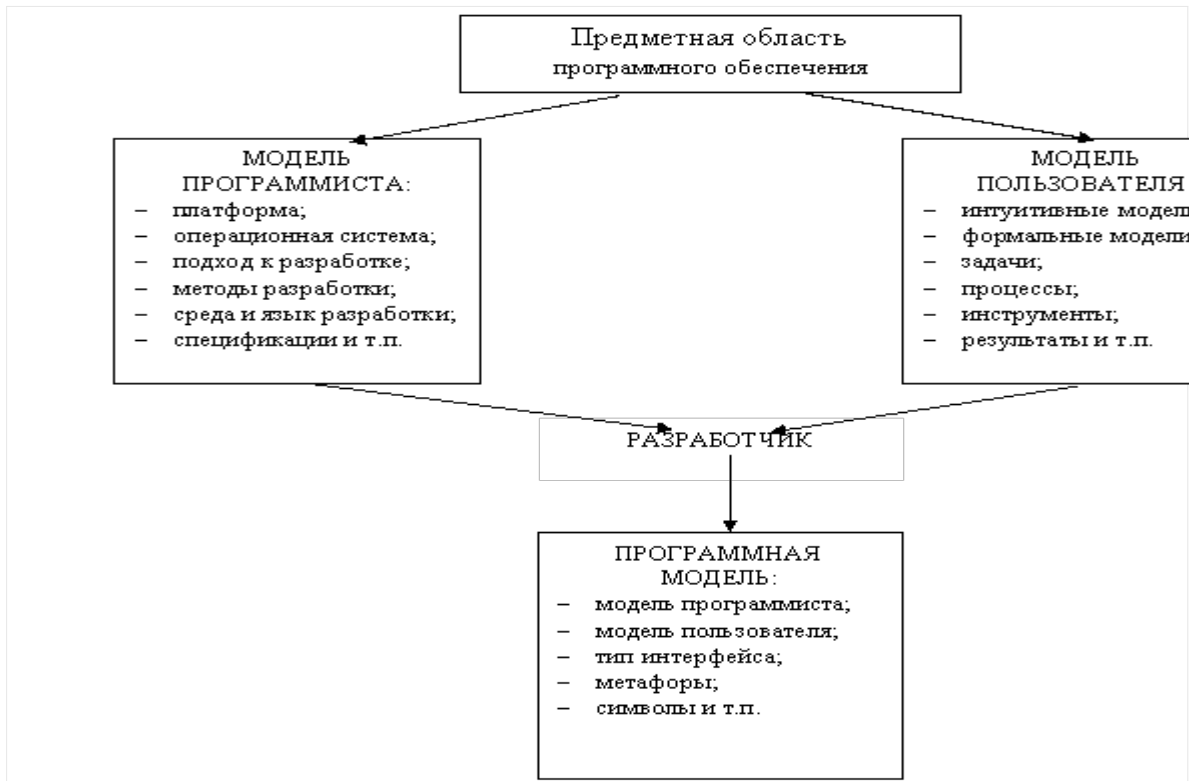 Предметная область
программного обеспечения
МОДЕЛЬ
ПРОГРАММИСТА:
– платформа;
– операционная система;
– подход к разработке;
– методы разработки;
– среда и язык разработки;
– спецификации и т.п.
МОДЕЛЬ
ПОЛЬЗОВАТЕЛЯ
– интуитивные модел
– формальные модели
– задачи;
– процессы;
– инструменты;
– результаты и т.п.
РАЗРАБОТЧИК
ПРОГРАММНАЯ
МОДЕЛЬ:
– модель программиста;
– модель пользователя;
– тип интерфейса;
– метафоры;
– символы и т.п.